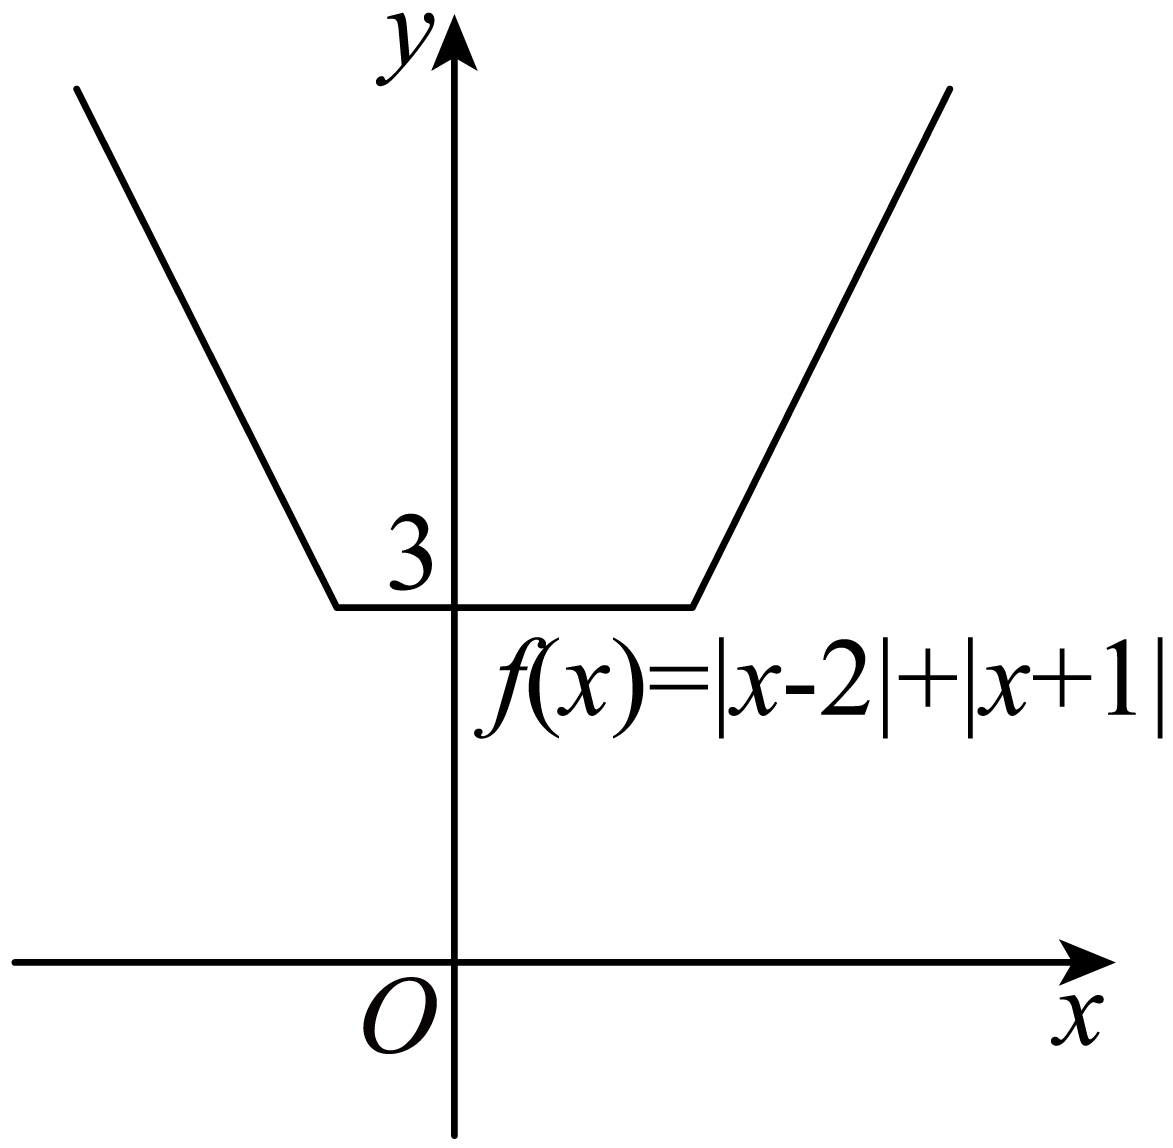 y
3
f(x)=|x-2|+|x+1|
O
x